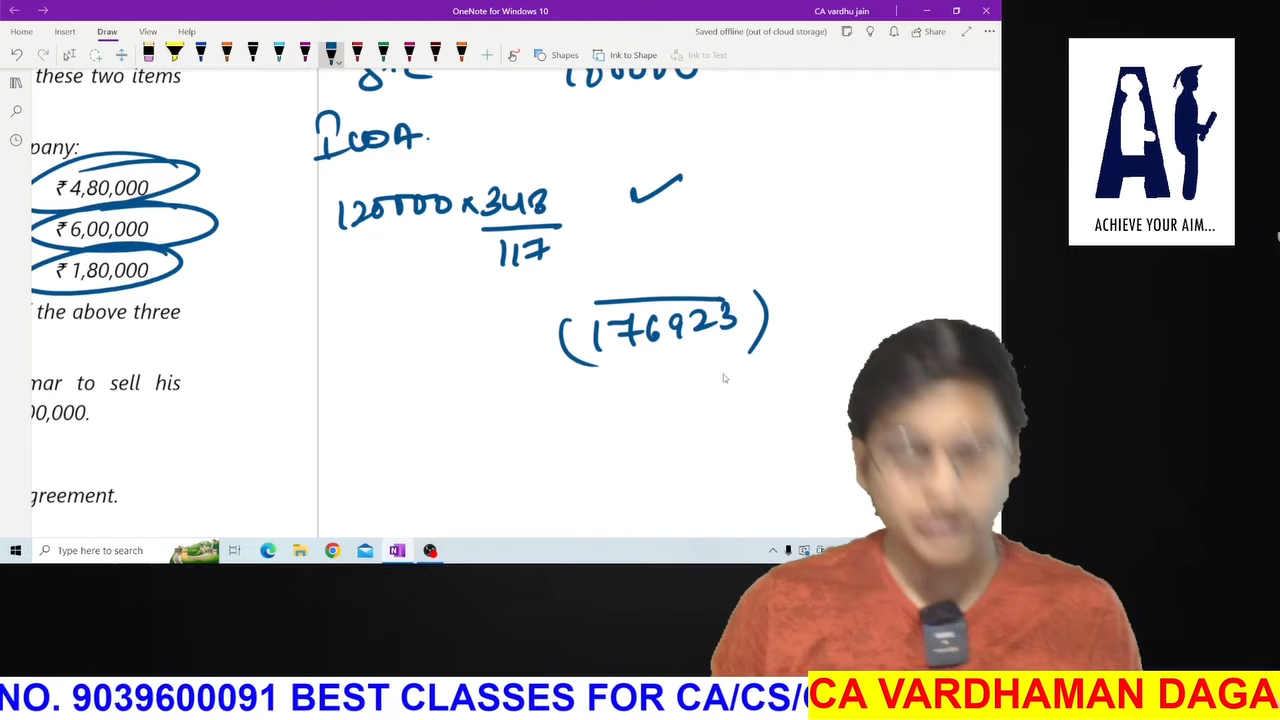 OneNote for Windows 10
CA vardhu jain
Home Insert Draw View Help
Saved offline (out of cloud storage)
Share
Shapes Ink to Shape Ink to Text
these two items
pany:
₹ 4,80,000
₹ 6,00,000
₹ 1,80,000
the above three
mar to sell his
00,000.
greement.
180000
ICOA.
120000 × 348
117
(176923)
Type here to search
AI
ACHIEVE YOUR AIM...
NO. 9039600091 BEST CLASSES FOR CA/CS/
CA VARDHAMAN DAGA